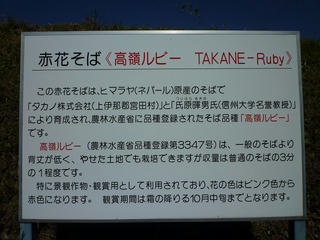 赤花そば《高嶺ルビー TAKANE-Ruby》
この赤花そばは、ヒマラヤ(ネパール)原産のそばで
「タカノ株式会社(上伊那郡宮田村)」と「氏原暉男氏(信州大学名誉教授)」
により育成され、農林水産省に品種登録されたそば品種「高嶺ルビー」
です。
高嶺ルビー (農林水産省品種登録第3347号) は、一般のそばより
育丈が低く、やせた土地でも栽培できますが収量は普通のそばの3分
の1程度です。
特に景観作物・観賞用として利用されており、花の色はピンク色から
赤色になります。 観賞期間は霜の降りる10月中旬までとなります。